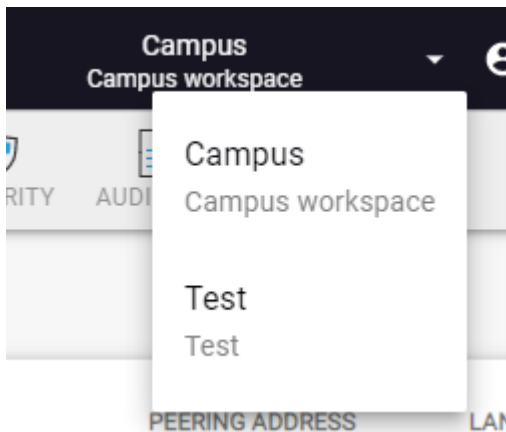 Campus
Campus workspace
RITY AUDI
Campus
Campus workspace
Test
Test
PEERING ADDRESS LAN